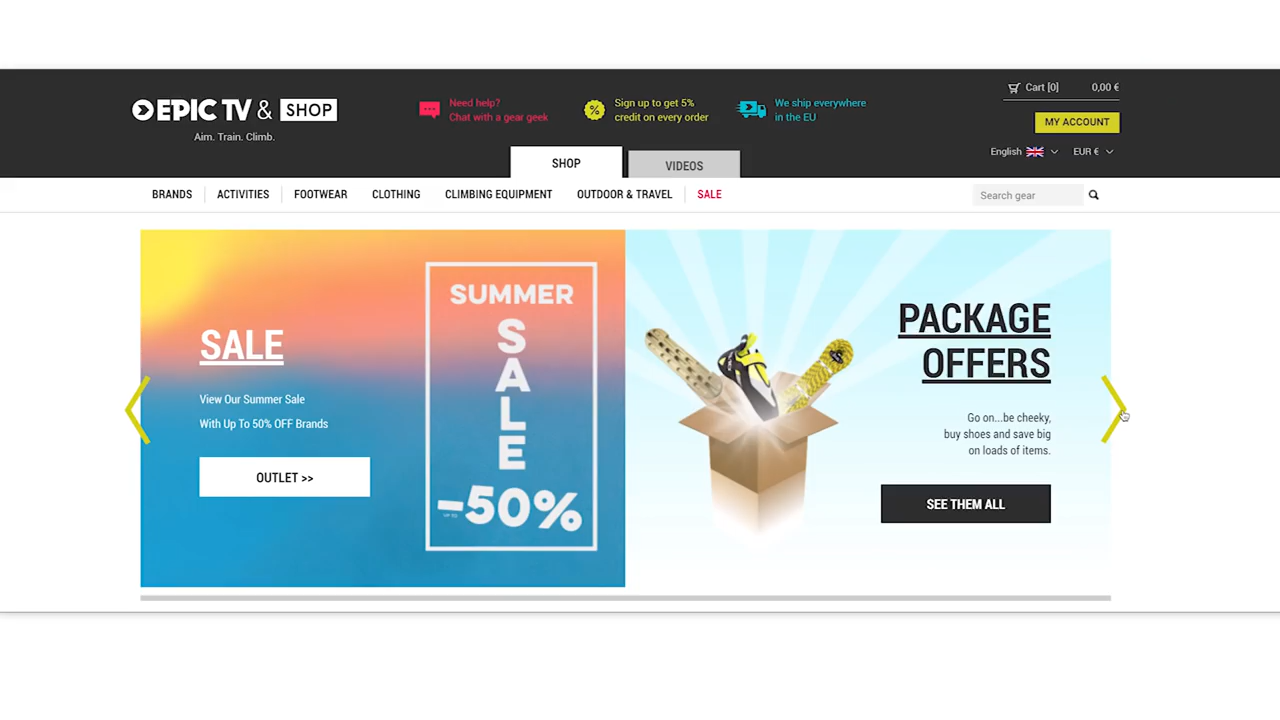 EPIC TV & SHOP
Aim. Train. Climb.
Need help?
Chat with a gear geek
Sign up to get 5%
credit on every order
We ship everywhere
in the EU
Cart [0] 0,00 €
MY ACCOUNT
English EUR €
SHOP VIDEOS
BRANDS ACTIVITIES FOOTWEAR CLOTHING CLIMBING EQUIPMENT OUTDOOR & TRAVEL SALE
Search gear
SALE
View Our Summer Sale
With Up To 50% OFF Brands
OUTLET >>
SUMMER
SALE
UP TO -50%
PACKAGE
OFFERS
Go on...be cheeky,
buy shoes and save big
on loads of items.
SEE THEM ALL